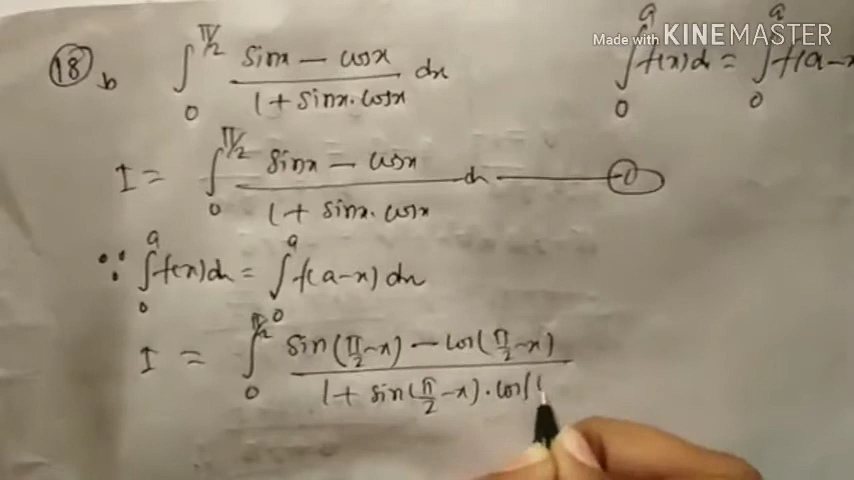 Made with KINEMASTER
(18) b ∫₀^{π/2} (sinx − cosx)/(1 + sinx·cosx) dx
∫₀^a f(x)dx = ∫₀^a f(a−x
I = ∫₀^{π/2} (sinx − cosx)/(1 + sinx·cosx) dx —— ①
∵ ∫₀^a f(x)dx = ∫₀^a f(a−x)dx
I = ∫₀^{π/2} (sin(π/2−x) − cos(π/2−x))/(1 + sin(π/2−x)·cos(